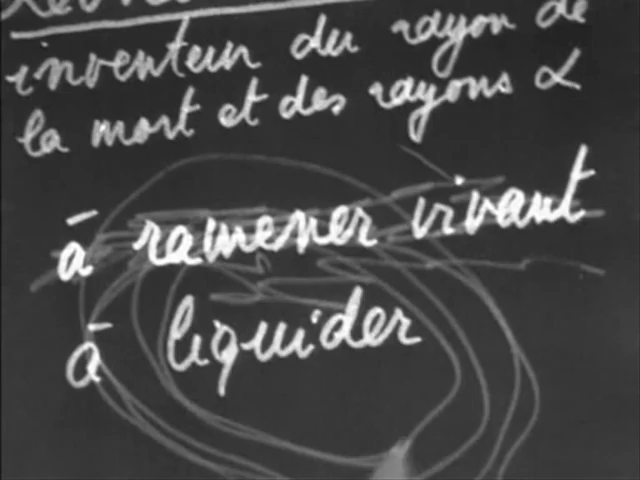 inventeur du rayon de
la mort et des rayons α
à ramener vivant
à liquider